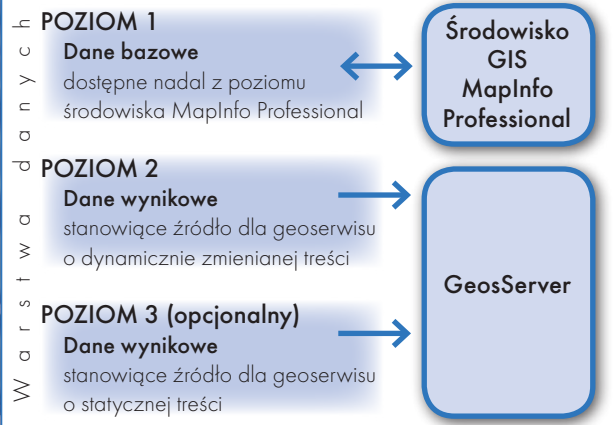 Warstwa danych
POZIOM 1
Dane bazowe
dostępne nadal z poziomu
środowiska MapInfo Professional
Środowisko
GIS
MapInfo
Professional
POZIOM 2
Dane wynikowe
stanowiące źródło dla geoserwisu
o dynamicznie zmienianej treści
POZIOM 3 (opcjonalny)
Dane wynikowe
stanowiące źródło dla geoserwisu
o statycznej treści
GeosServer